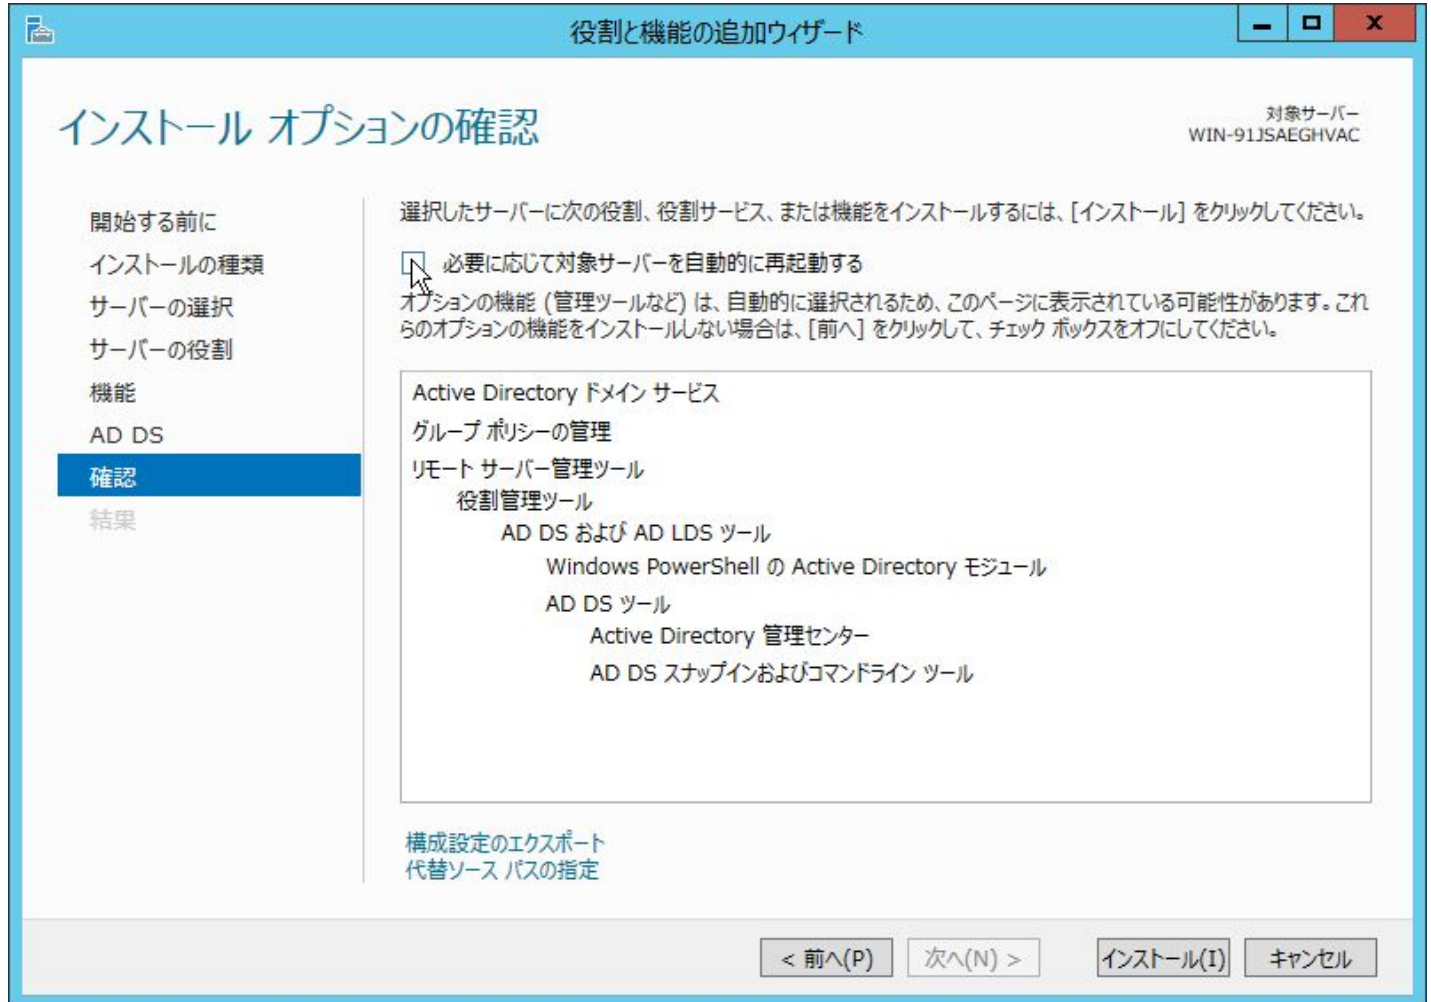 役割と機能の追加ウィザード
インストール オプションの確認
対象サーバー
WIN-91JSAEGHVAC
開始する前に
インストールの種類
サーバーの選択
サーバーの役割
機能
AD DS
確認
結果
選択したサーバーに次の役割、役割サービス、または機能をインストールするには、[インストール] をクリックしてください。
必要に応じて対象サーバーを自動的に再起動する
オプションの機能 (管理ツールなど) は、自動的に選択されるため、このページに表示されている可能性があります。これ
らのオプションの機能をインストールしない場合は、[前へ] をクリックして、チェック ボックスをオフにしてください。
Active Directory ドメイン サービス
グループ ポリシーの管理
リモート サーバー管理ツール
役割管理ツール
AD DS および AD LDS ツール
Windows PowerShell の Active Directory モジュール
AD DS ツール
Active Directory 管理センター
AD DS スナップインおよびコマンドライン ツール
構成設定のエクスポート
代替ソース パスの指定
< 前へ(P)
次へ(N) >
インストール(I)
キャンセル